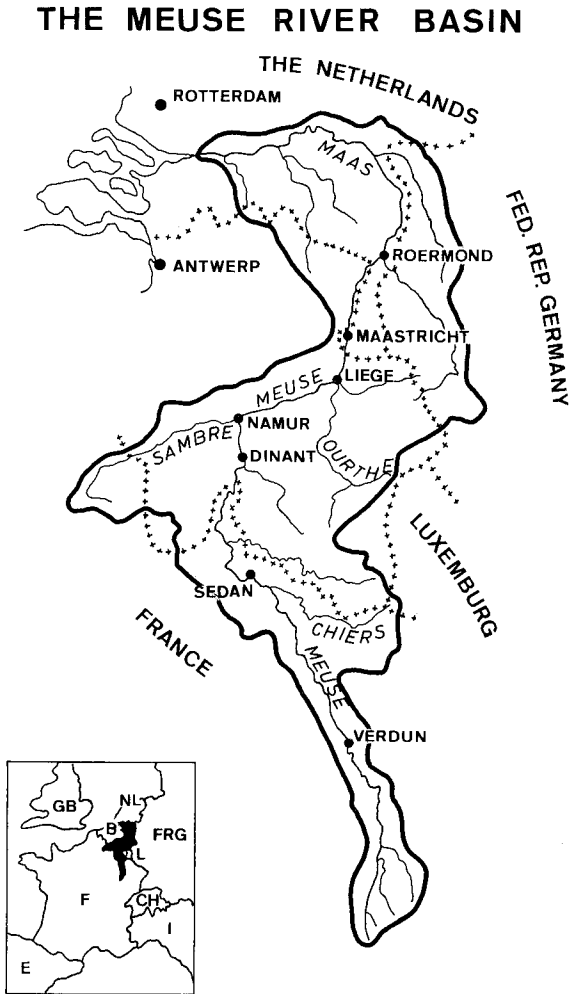 THE MEUSE RIVER BASIN
THE NETHERLANDS
ROTTERDAM
MAAS
FED. REP. GERMANY
ROERMOND
ANTWERP
MAASTRICHT
LIEGE
MEUSE
NAMUR
SAMBRE
DINANT
OURTHE
LUXEMBURG
SEDAN
CHIERS
FRANCE
MEUSE
VERDUN
GB
NL
B
FRG
L
F
CH
I
E